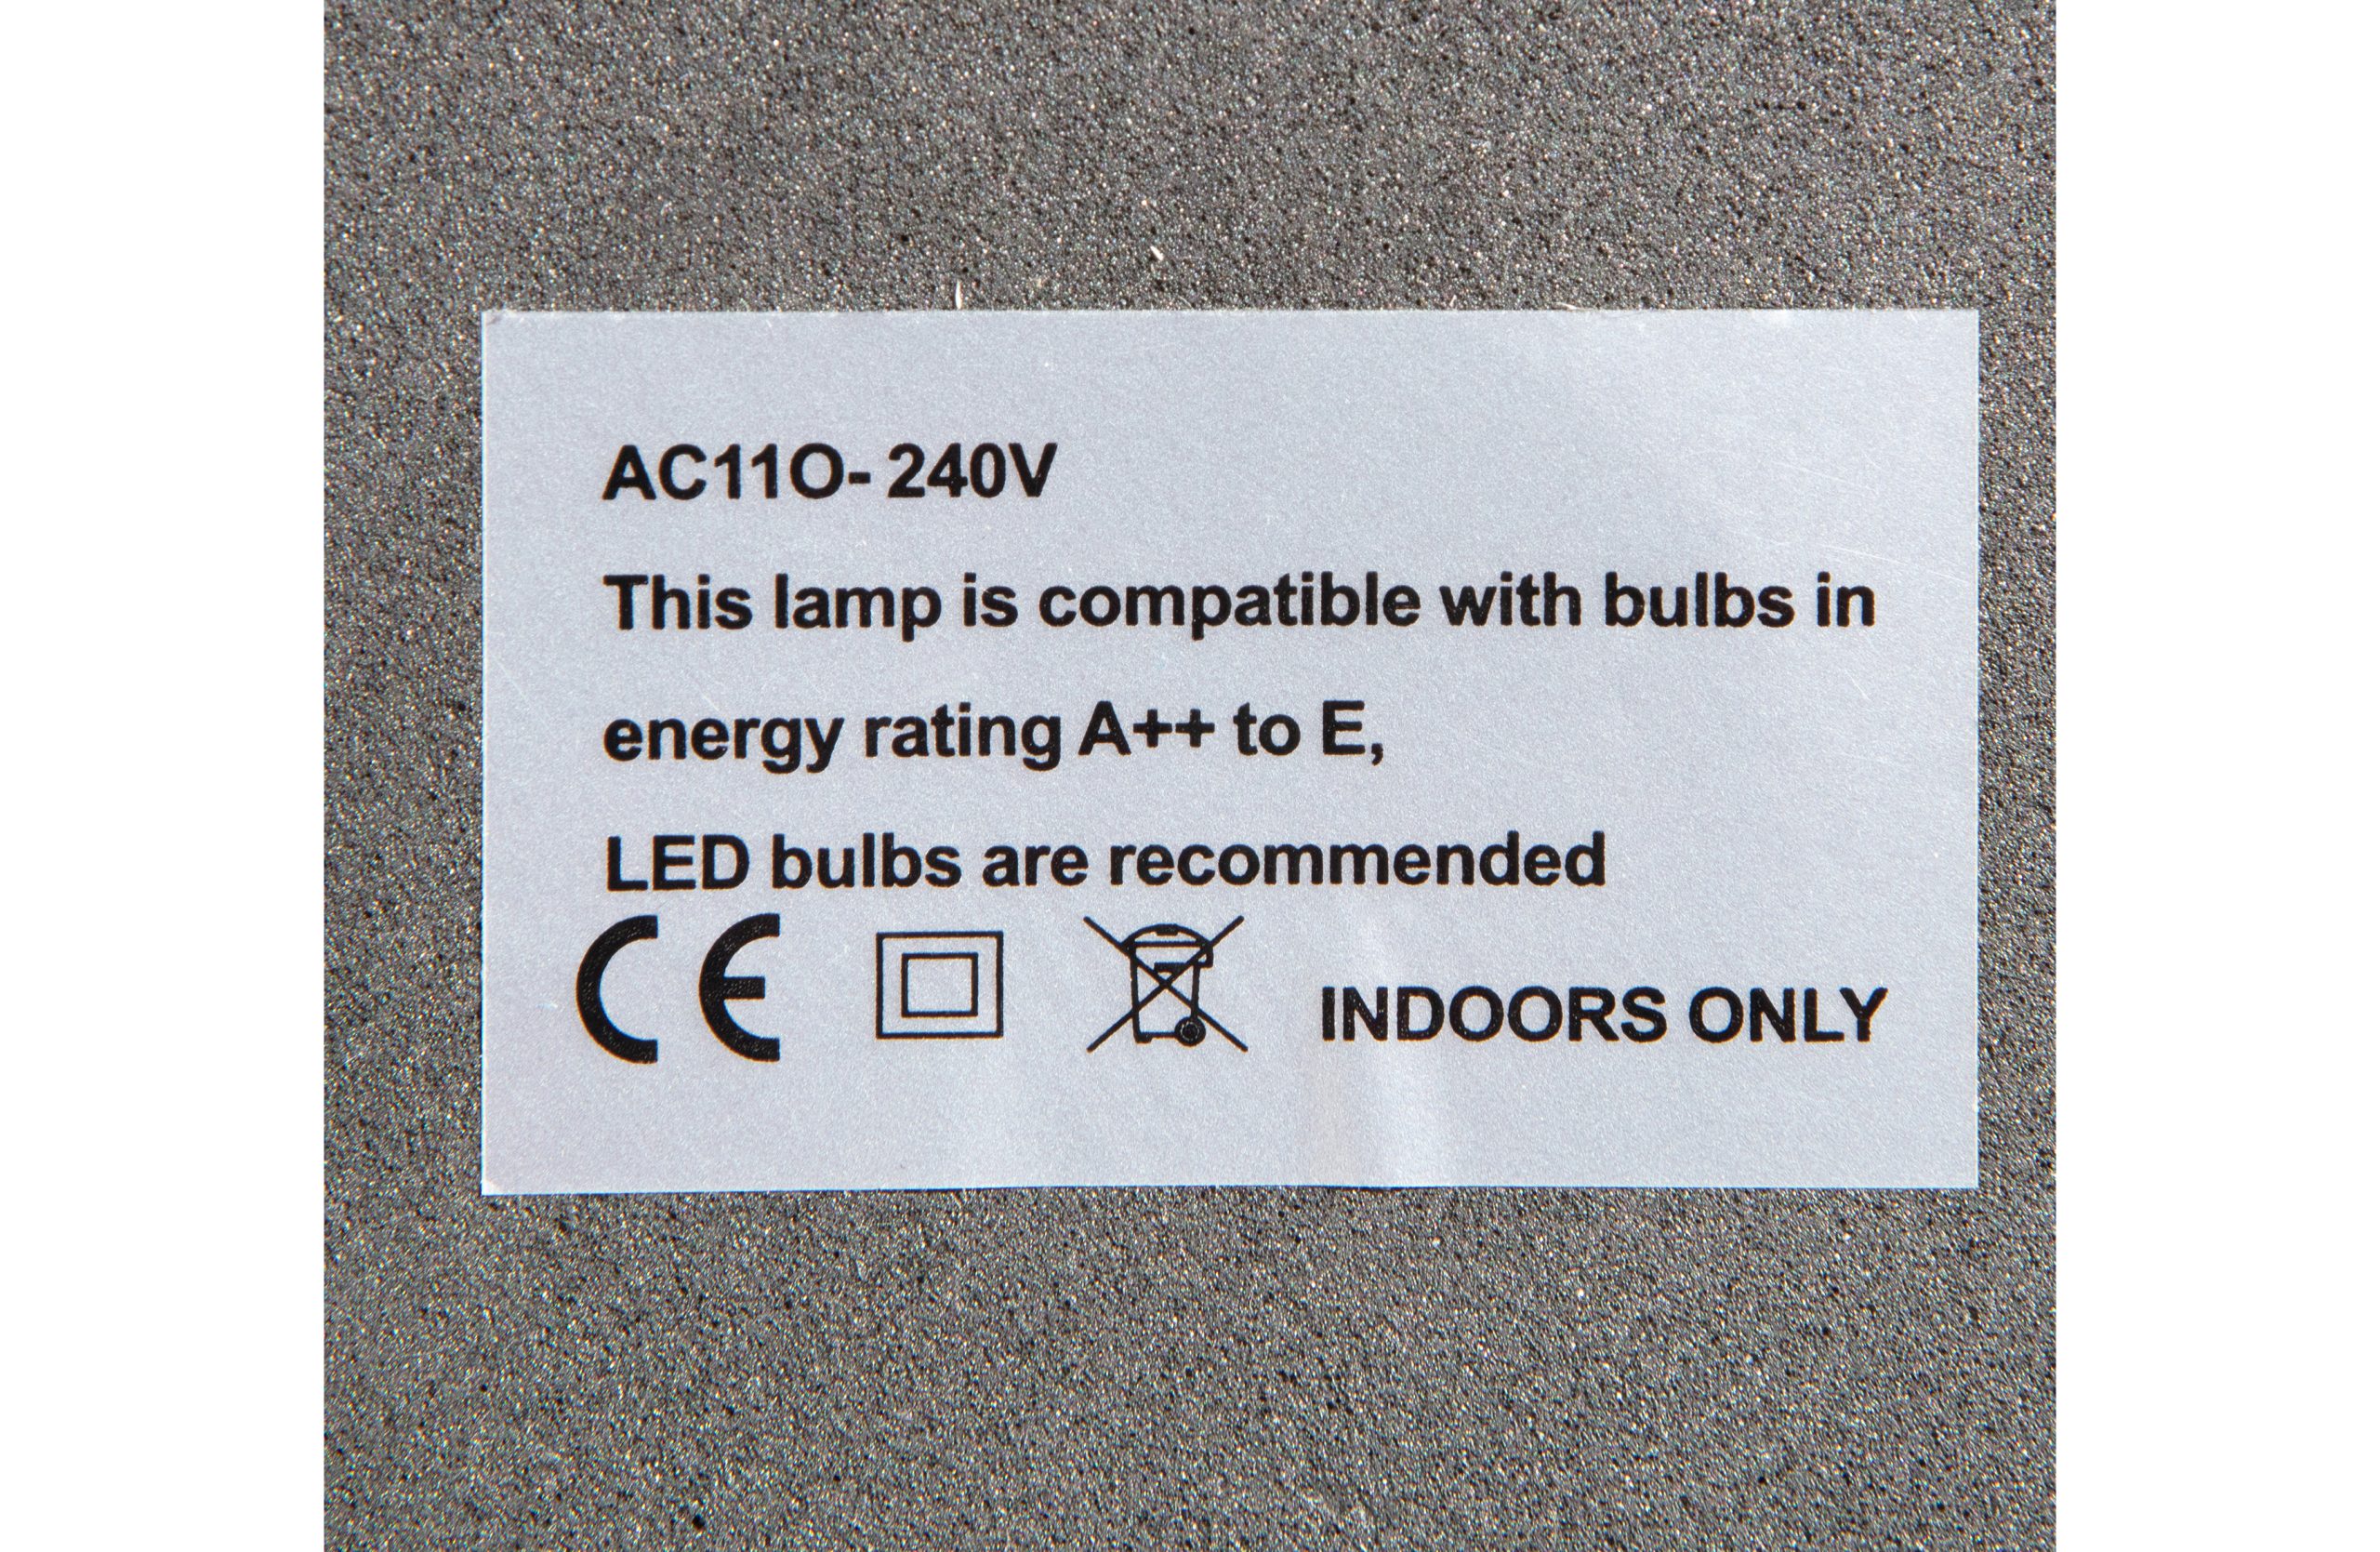 AC11O- 240V
This lamp is compatible with bulbs in
energy rating A++ to E,
LED bulbs are recommended
CE INDOORS ONLY